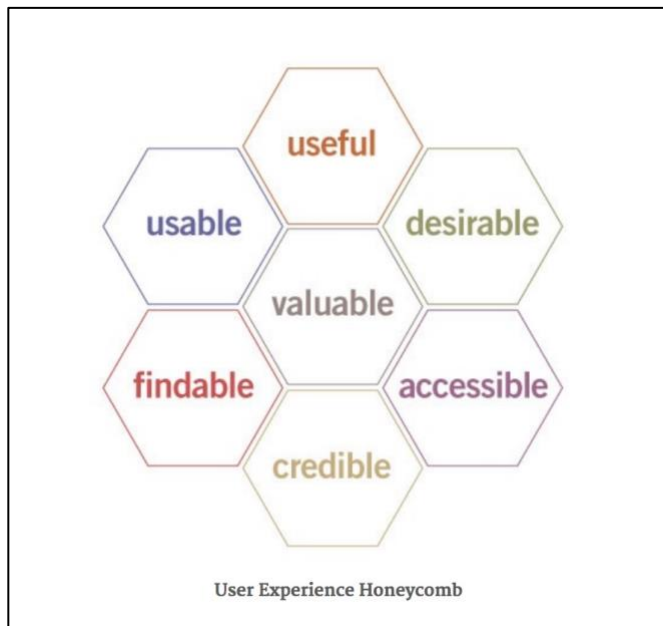 useful
usable
desirable
valuable
findable
accessible
credible
User Experience Honeycomb